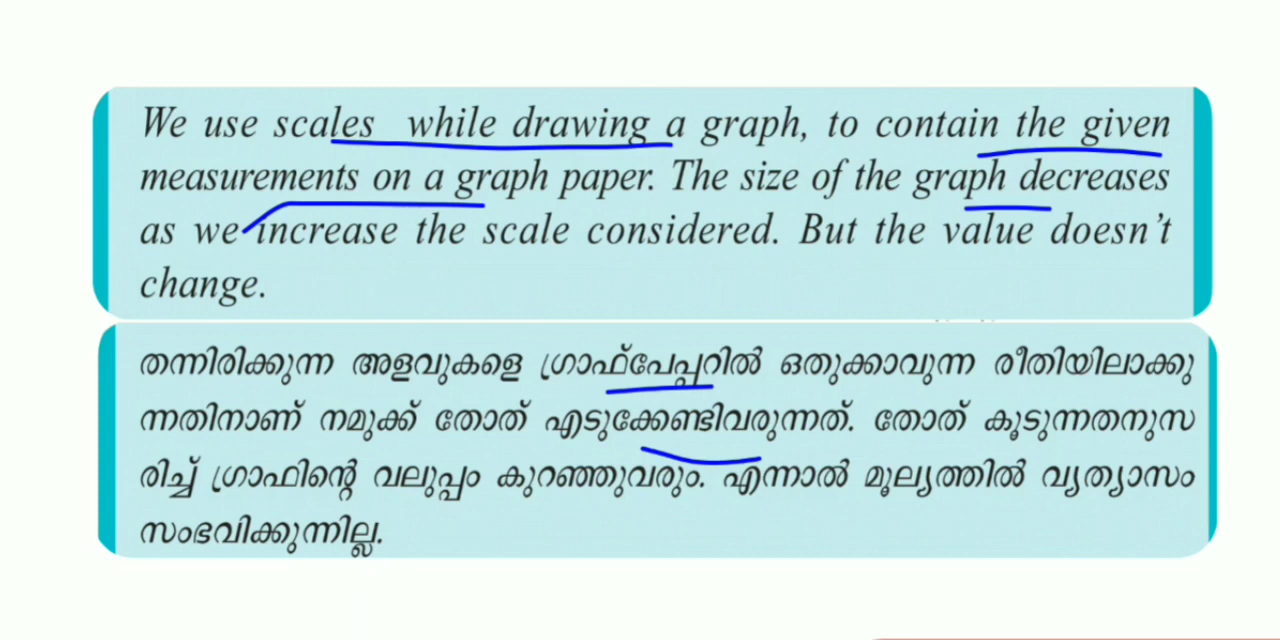 We use scales while drawing a graph, to contain the given
measurements on a graph paper. The size of the graph decreases
as we increase the scale considered. But the value doesn't
change.
തന്നിരിക്കുന്ന അളവുകളെ ഗ്രാഫ്പേപ്പറിൽ ഒതുക്കാവുന്ന രീതിയിലാക്കു
ന്നതിനാണ് നമുക്ക് തോത് എടുക്കേണ്ടിവരുന്നത്. തോത് കൂടുന്നതനുസ
രിച്ച് ഗ്രാഫിന്റെ വലുപ്പം കുറഞ്ഞുവരും. എന്നാൽ മൂല്യത്തിൽ വ്യത്യാസം
സംഭവിക്കുന്നില്ല.